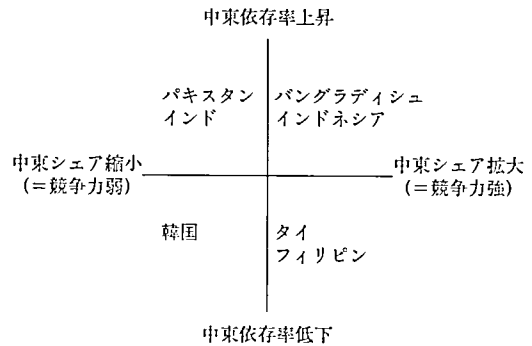 中東依存率上昇
パキスタン
インド
バングラディシュ
インドネシア
中東シェア縮小
(=競争力弱)
中東シェア拡大
(=競争力強)
韓国
タイ
フィリピン
中東依存率低下